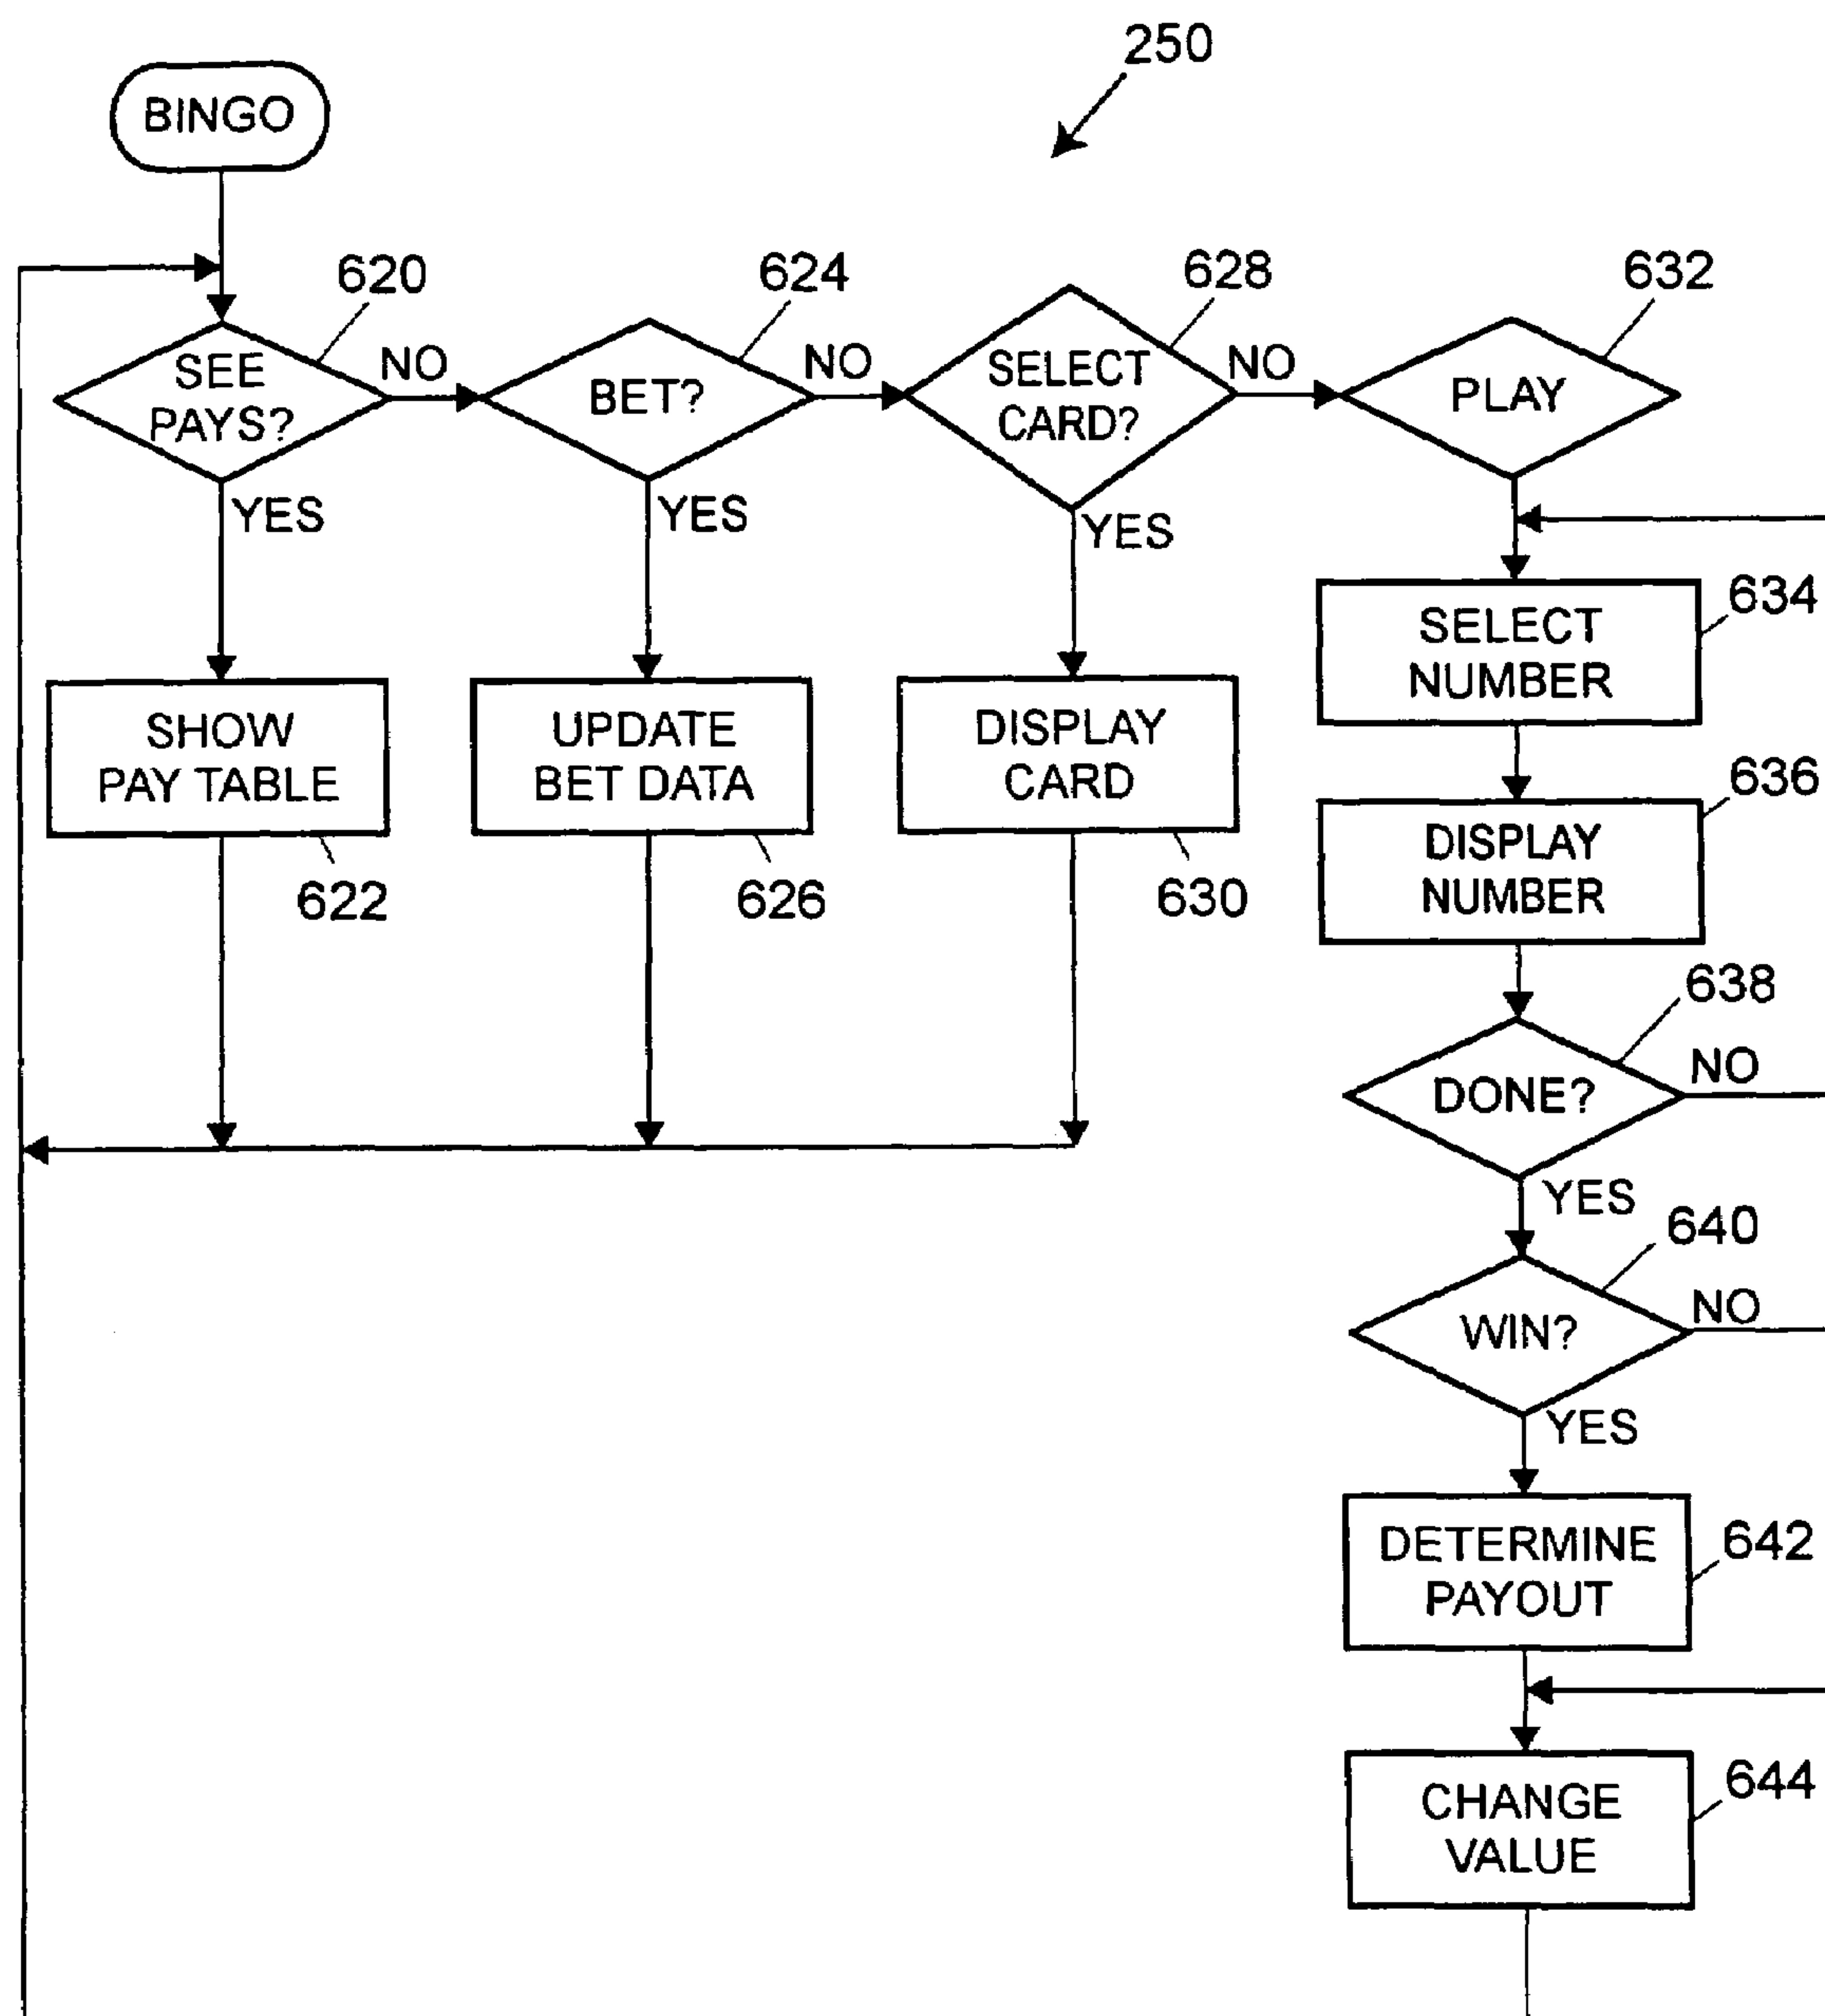 250
BINGO
620
624
628
632
SEE
PAYS?
NO
BET?
NO
SELECT
CARD?
NO
PLAY
YES
YES
YES
634
SELECT
NUMBER
SHOW
PAY TABLE
UPDATE
BET DATA
DISPLAY
CARD
636
DISPLAY
NUMBER
622
626
630
638
DONE?
NO
YES
640
WIN?
NO
YES
DETERMINE
PAYOUT
642
CHANGE
VALUE
644